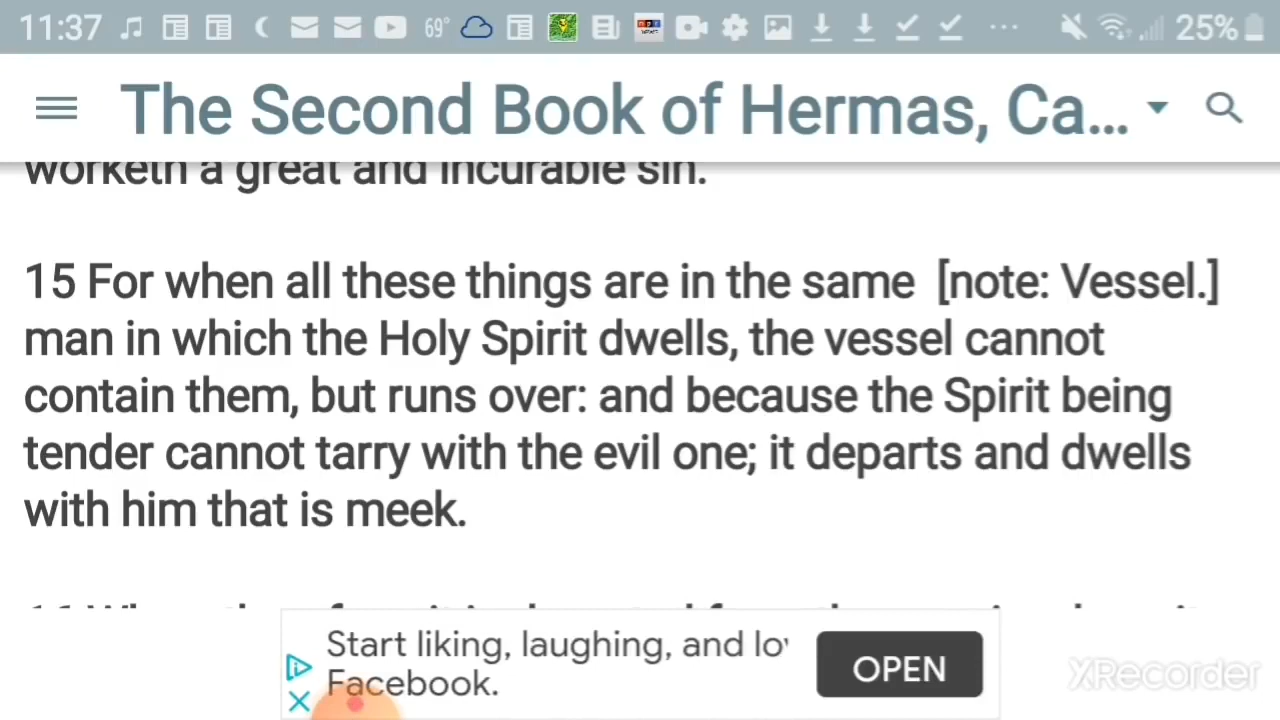 11:37 69° 25%
The Second Book of Hermas, Ca...
worketh a great and incurable sin.
15 For when all these things are in the same [note: Vessel.]
man in which the Holy Spirit dwells, the vessel cannot
contain them, but runs over: and because the Spirit being
tender cannot tarry with the evil one; it departs and dwells
with him that is meek.
Start liking, laughing, and lo
Facebook.
OPEN
XRecorder